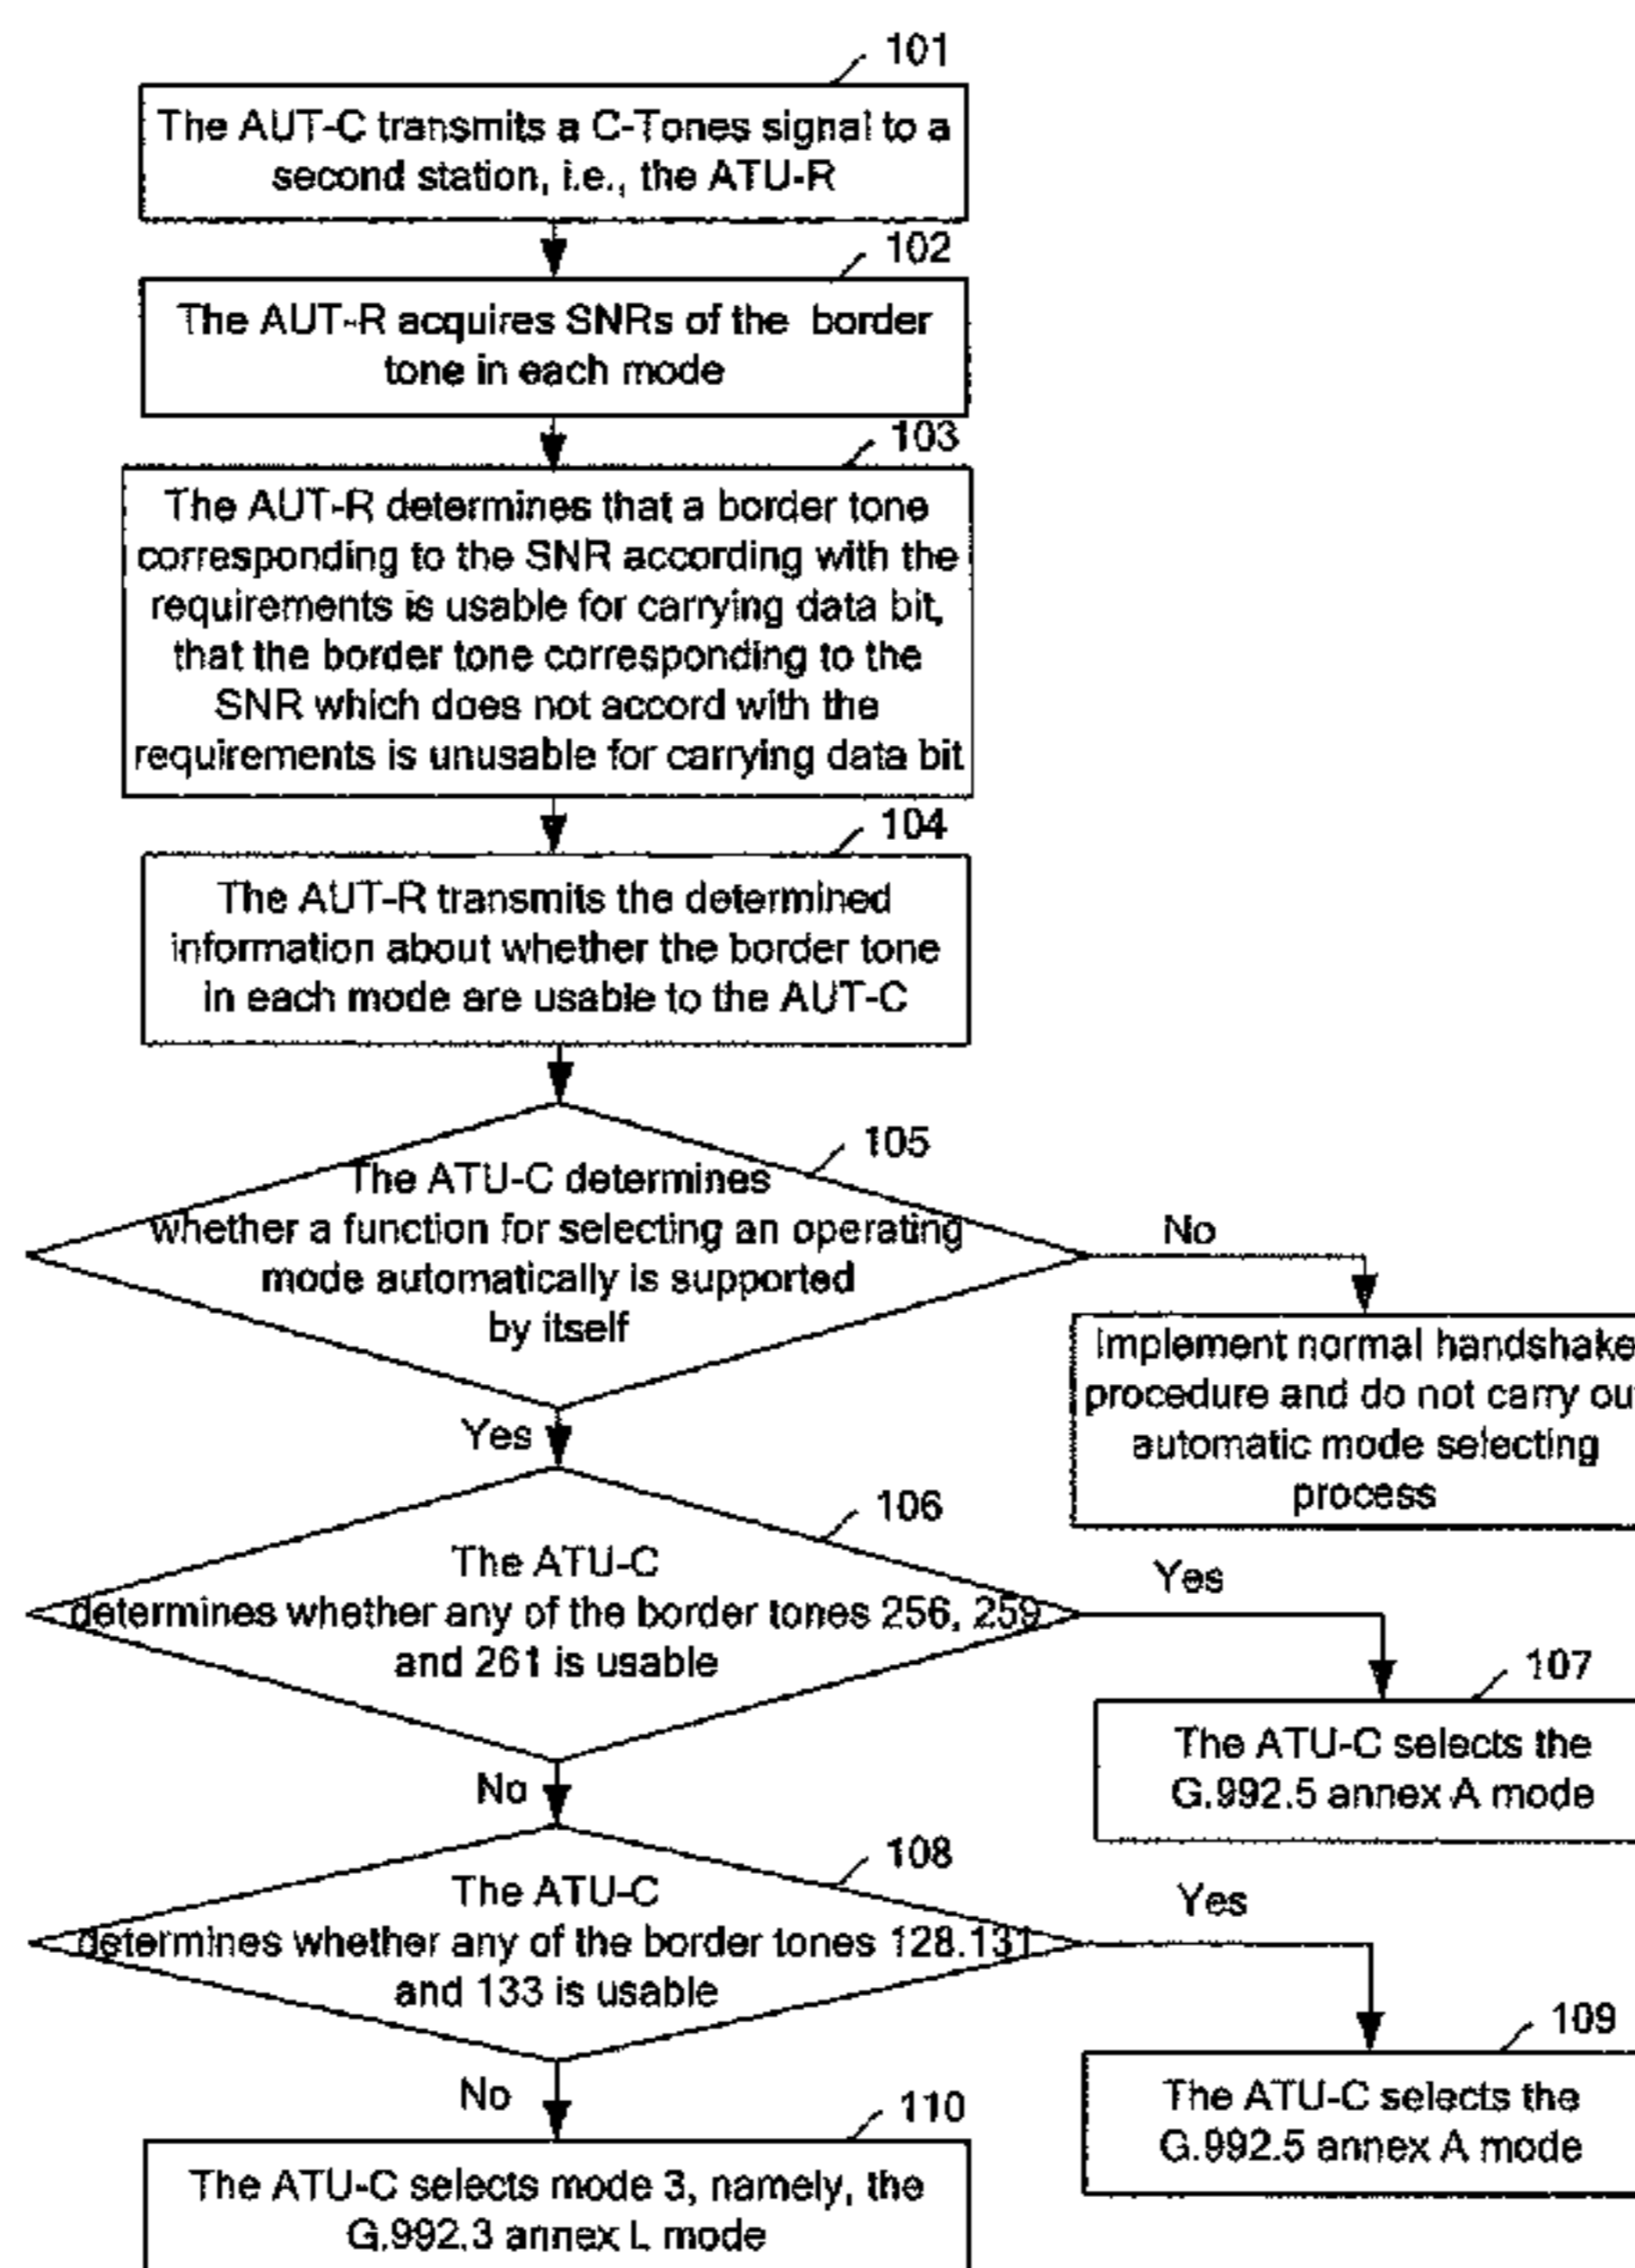 101
The AUT-C transmits a C-Tones signal to a
second station, i.e., the ATU-R
102
The AUT-R acquires SNRs of the border
tone in each mode
103
The AUT-R determines that a border tone
corresponding to the SNR according with the
requirements is usable for carrying data bit,
that the border tone corresponding to the
SNR which does not accord with the
requirements is unusable for carrying data bit
104
The AUT-R transmits the determined
information about whether the border tone
in each mode are usable to the AUT-C
105
The ATU-C determines
whether a function for selecting an operating
mode automatically is supported
by itself
No
Implement normal handshake
procedure and do not carry out
automatic mode selecting
process
Yes
106
The ATU-C
determines whether any of the border tones 256, 259
and 261 is usable
Yes
107
The ATU-C selects the
G.992.5 annex A mode
No
108
The ATU-C
determines whether any of the border tones 128.131
and 133 is usable
Yes
109
The ATU-C selects the
G.992.5 annex A mode
No
110
The ATU-C selects mode 3, namely, the
G.992.3 annex L mode